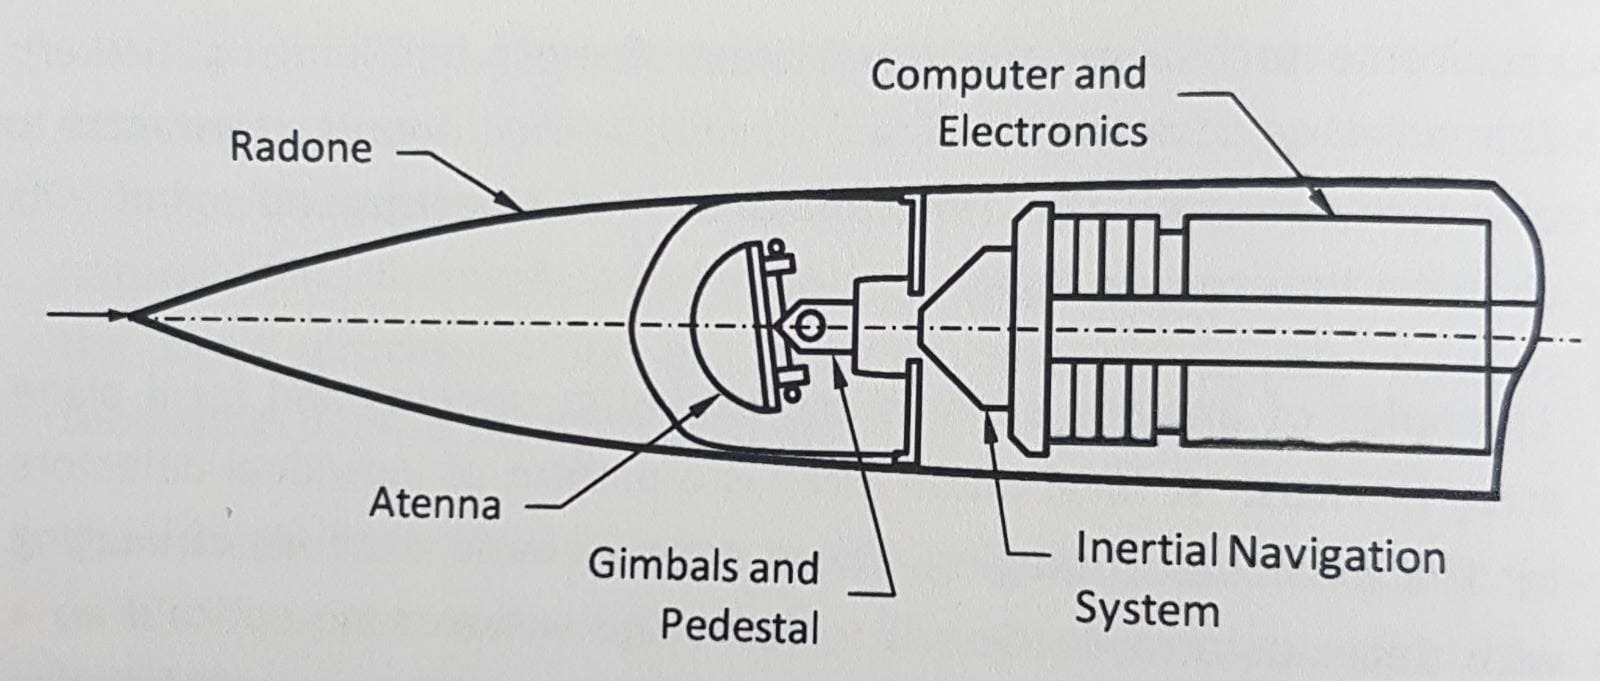 Computer and
Electronics
Radone
Atenna
Gimbals and
Pedestal
Inertial Navigation
System